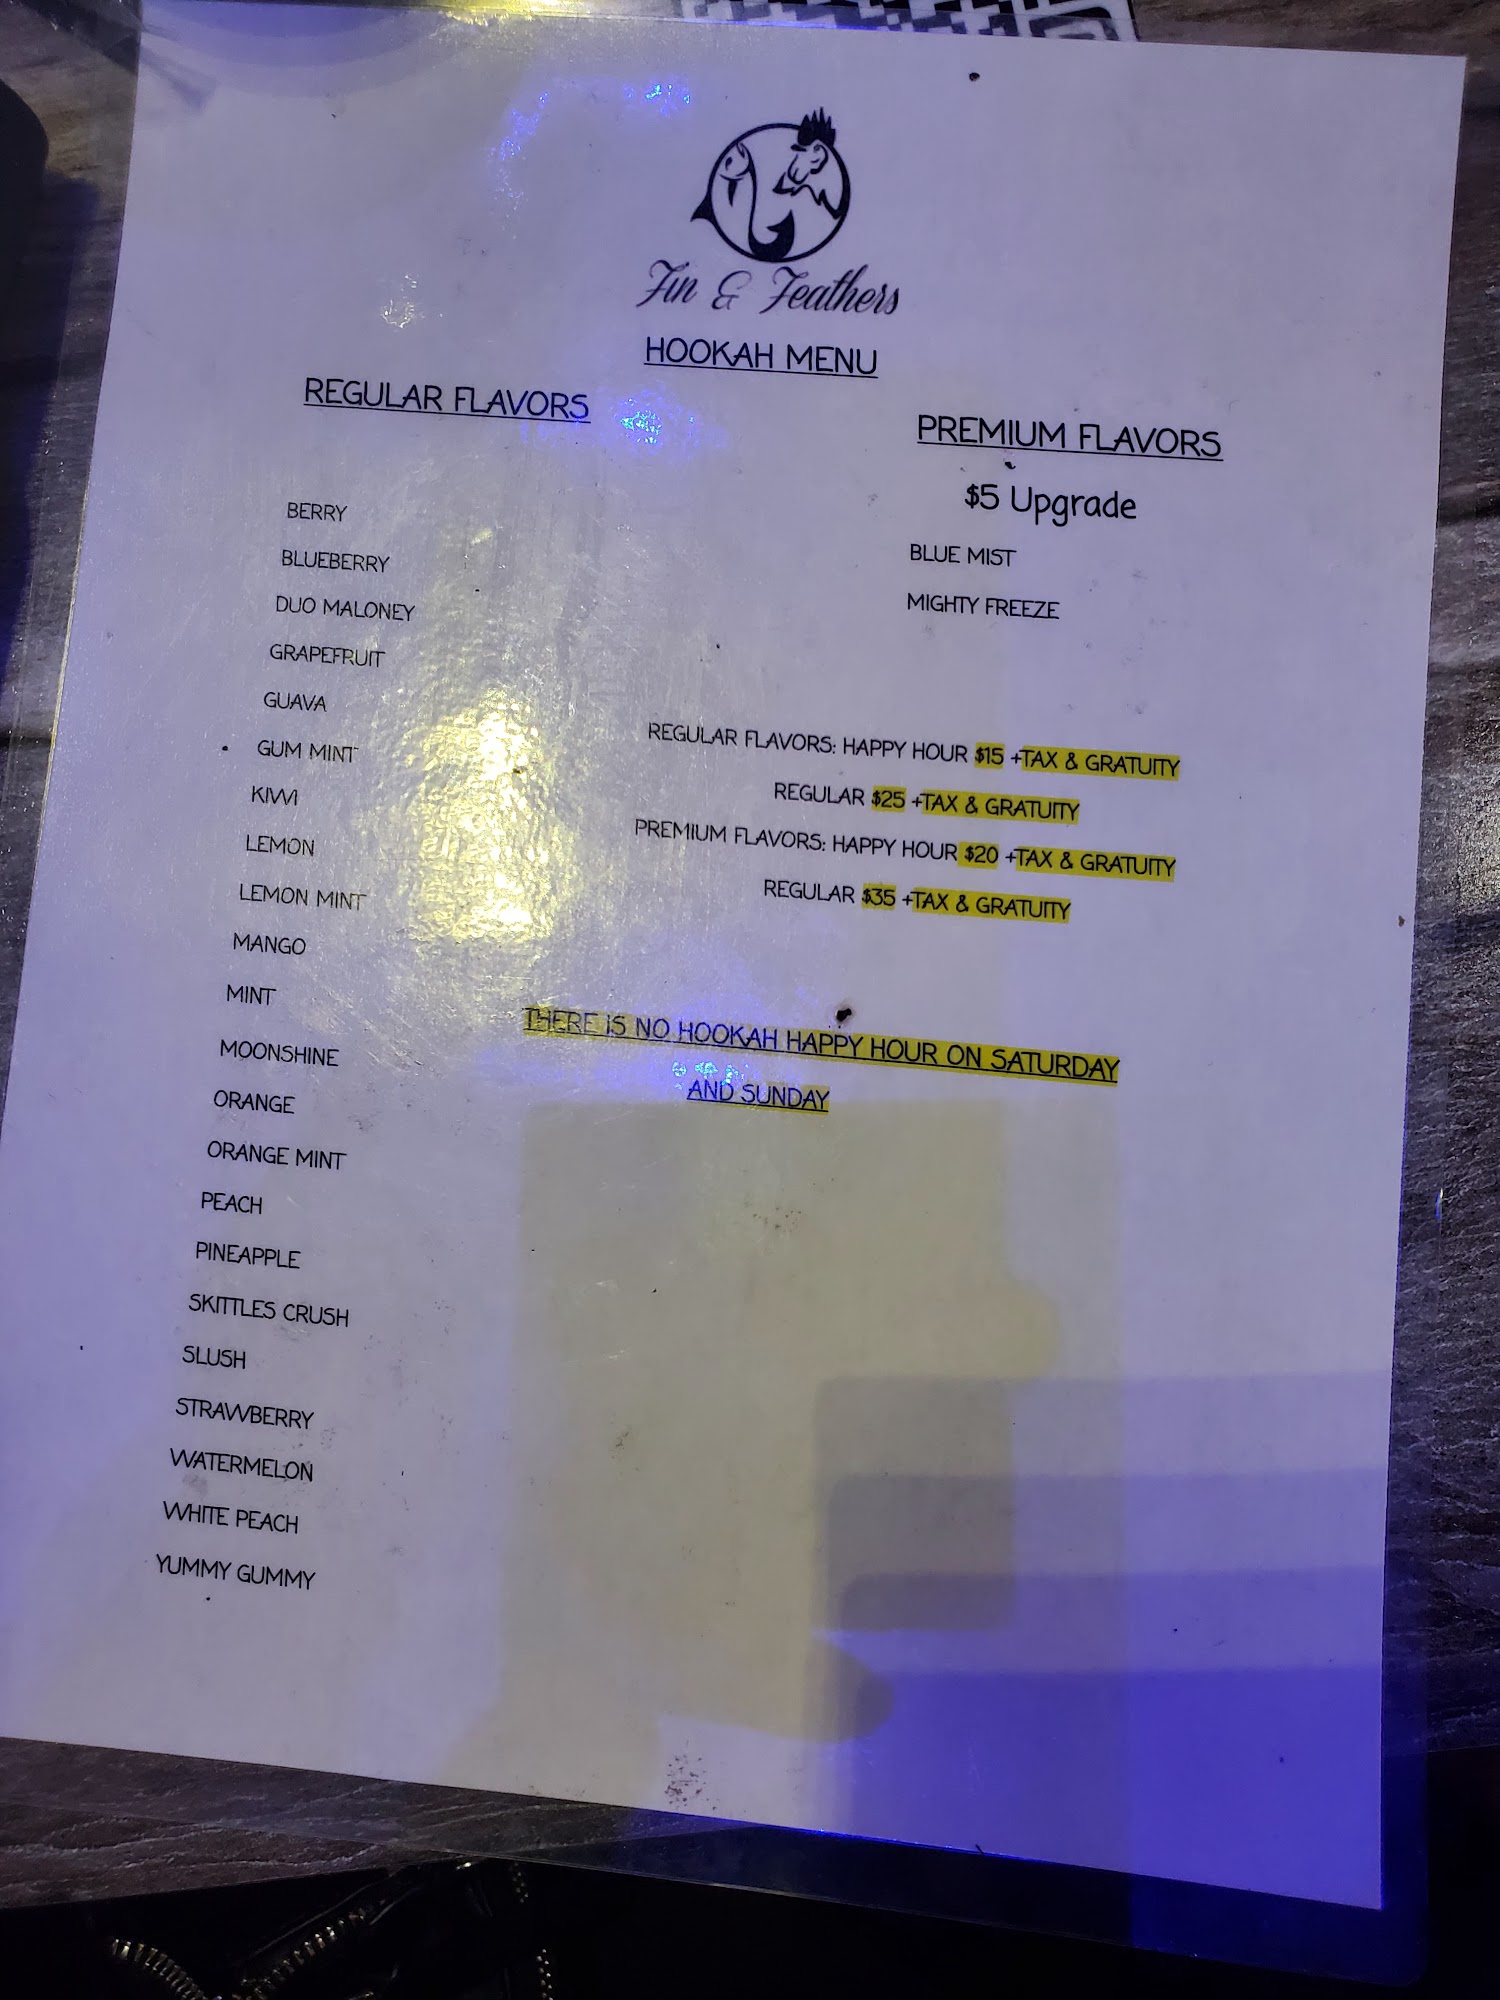 Fin & Feathers
HOOKAH MENU
REGULAR FLAVORS
BERRY
BLUEBERRY
DUO MALONEY
GRAPEFRUIT
GUAVA
GUM MINT
KIWI
LEMON
LEMON MINT
MANGO
MINT
MOONSHINE
ORANGE
ORANGE MINT
PEACH
PINEAPPLE
SKITTLES CRUSH
SLUSH
STRAWBERRY
WATERMELON
WHITE PEACH
YUMMY GUMMY
PREMIUM FLAVORS
$5 Upgrade
BLUE MIST
MIGHTY FREEZE
REGULAR FLAVORS: HAPPY HOUR $15 +TAX & GRATUITY
REGULAR $25 +TAX & GRATUITY
PREMIUM FLAVORS: HAPPY HOUR $20 +TAX & GRATUITY
REGULAR $35 +TAX & GRATUITY
THERE IS NO HOOKAH HAPPY HOUR ON SATURDAY
AND SUNDAY